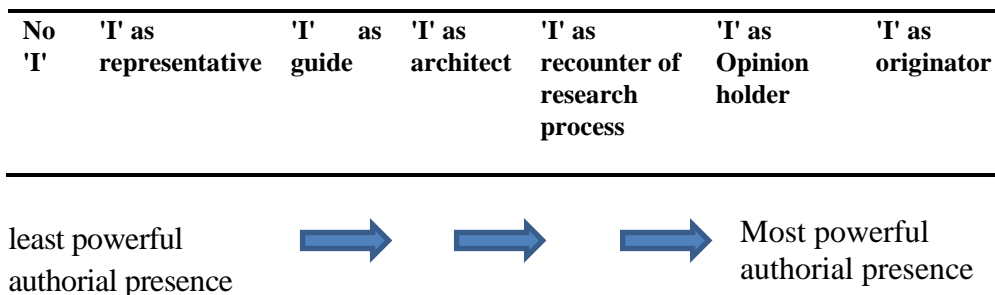 No 'I' as 'I' as 'I' as 'I' as 'I' as 'I' as
'I' representative guide architect recounter of Opinion originator
research holder
process
least powerful Most powerful
authorial presence authorial presence